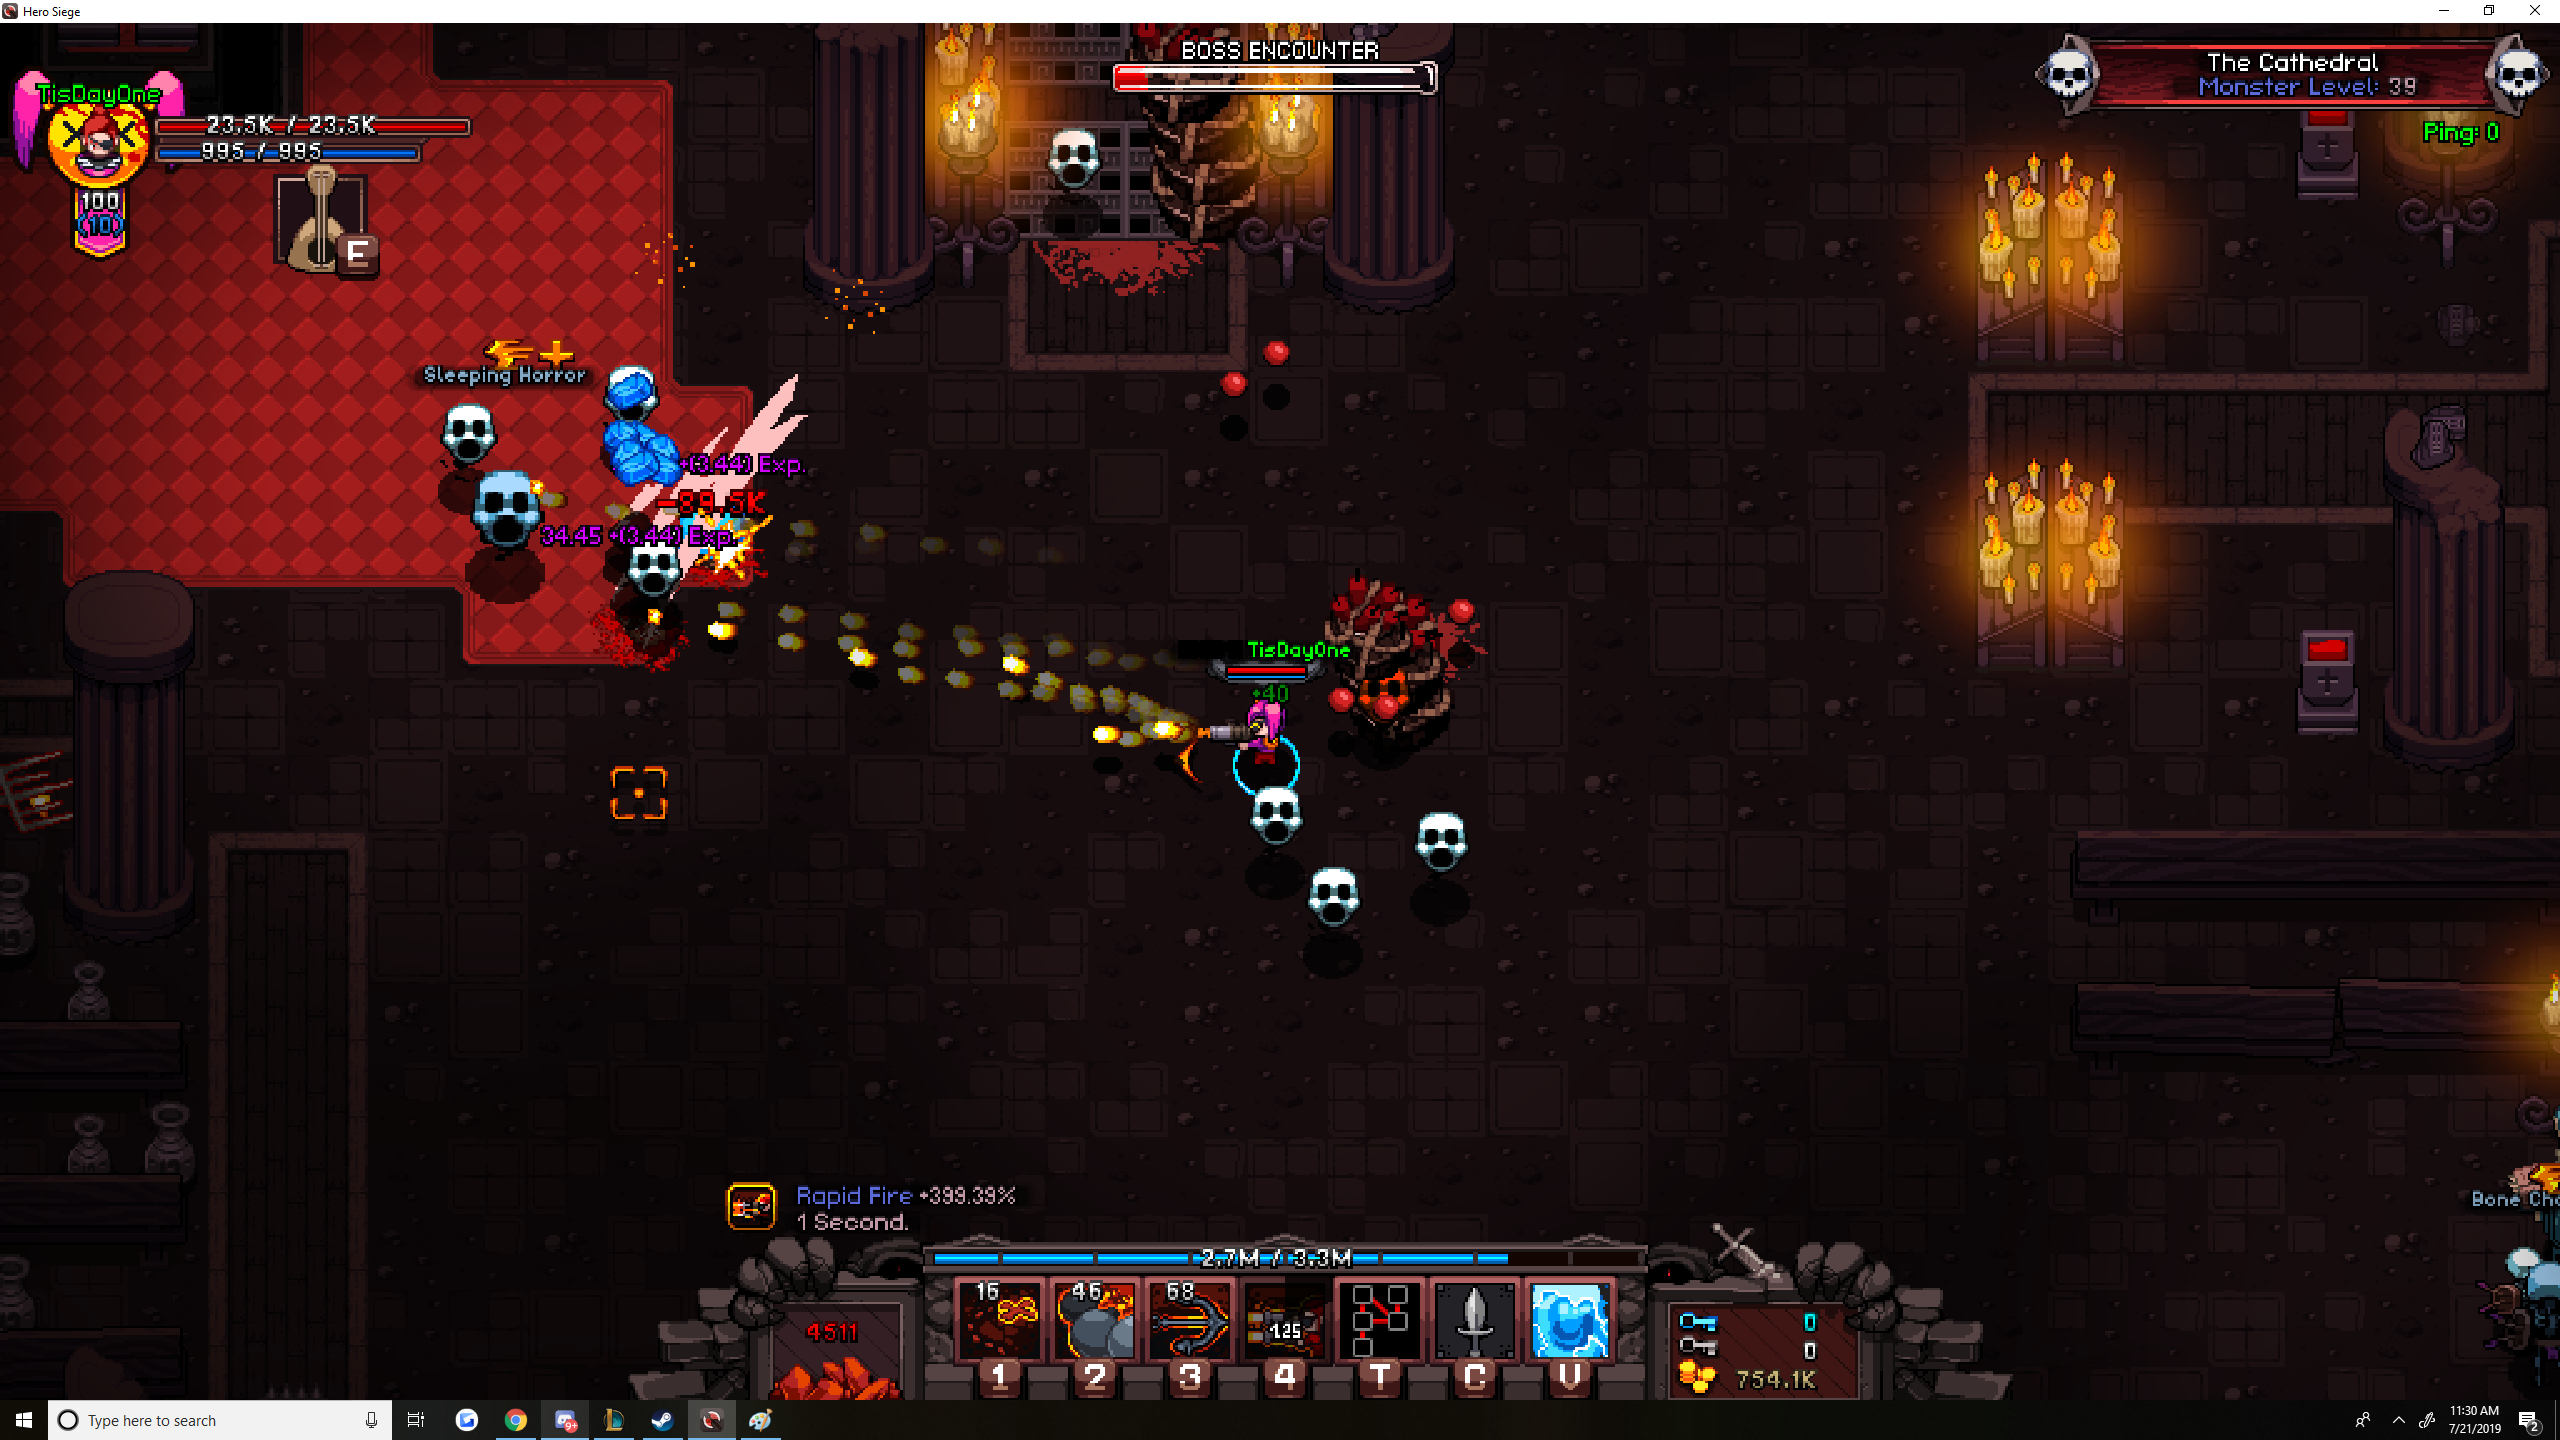 Hero Siege
BOSS ENCOUNTER
The Cathedral
Monster Level: 39
Ping: 0
TisDayOne
23.5K / 23.5K
995 / 995
100
(10)
E
Sleeping Horror
+(3.44) Exp.
-89.5K
34.45 +(3.44) Exp.
TisDayOne
+40
Rapid Fire +399.39%
1 Second.
Bone Ch
2.7M / 3.3M
16
46
68
125
4511
0
0
754.1K
1
2
3
4
T
C
V
Type here to search
9+
11:30 AM
7/21/2019
2